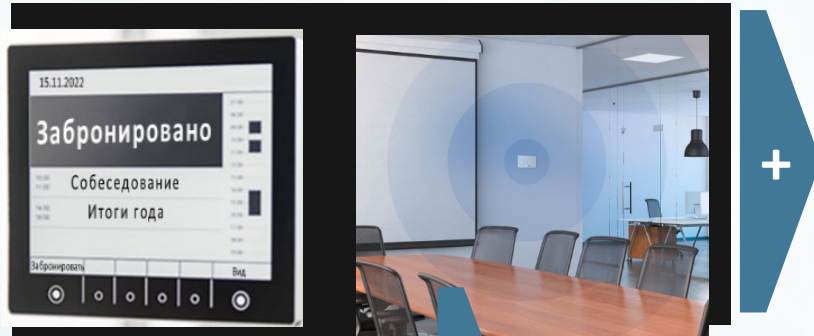 15.11.2022
Забронировано
Собеседование
Итоги года
Забронировать
Вид
+